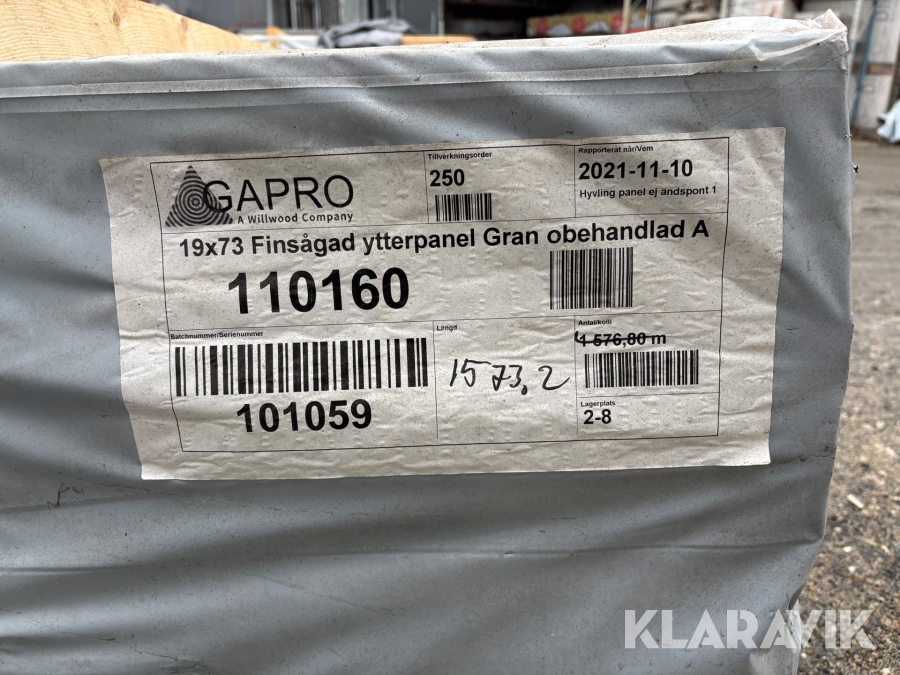 GAPRO
A Willwood Company
Tillverkningsorder
250
Rapporterat när/Vem
2021-11-10
Hyvling panel ej ändspont 1
19x73 Finsågad ytterpanel Gran obehandlad A
110160
Batchnummer/Serienummer
101059
Längd
1573,2
Antal/kolli
1 576,80 m
Lagerplats
2-8
KLARAVIK